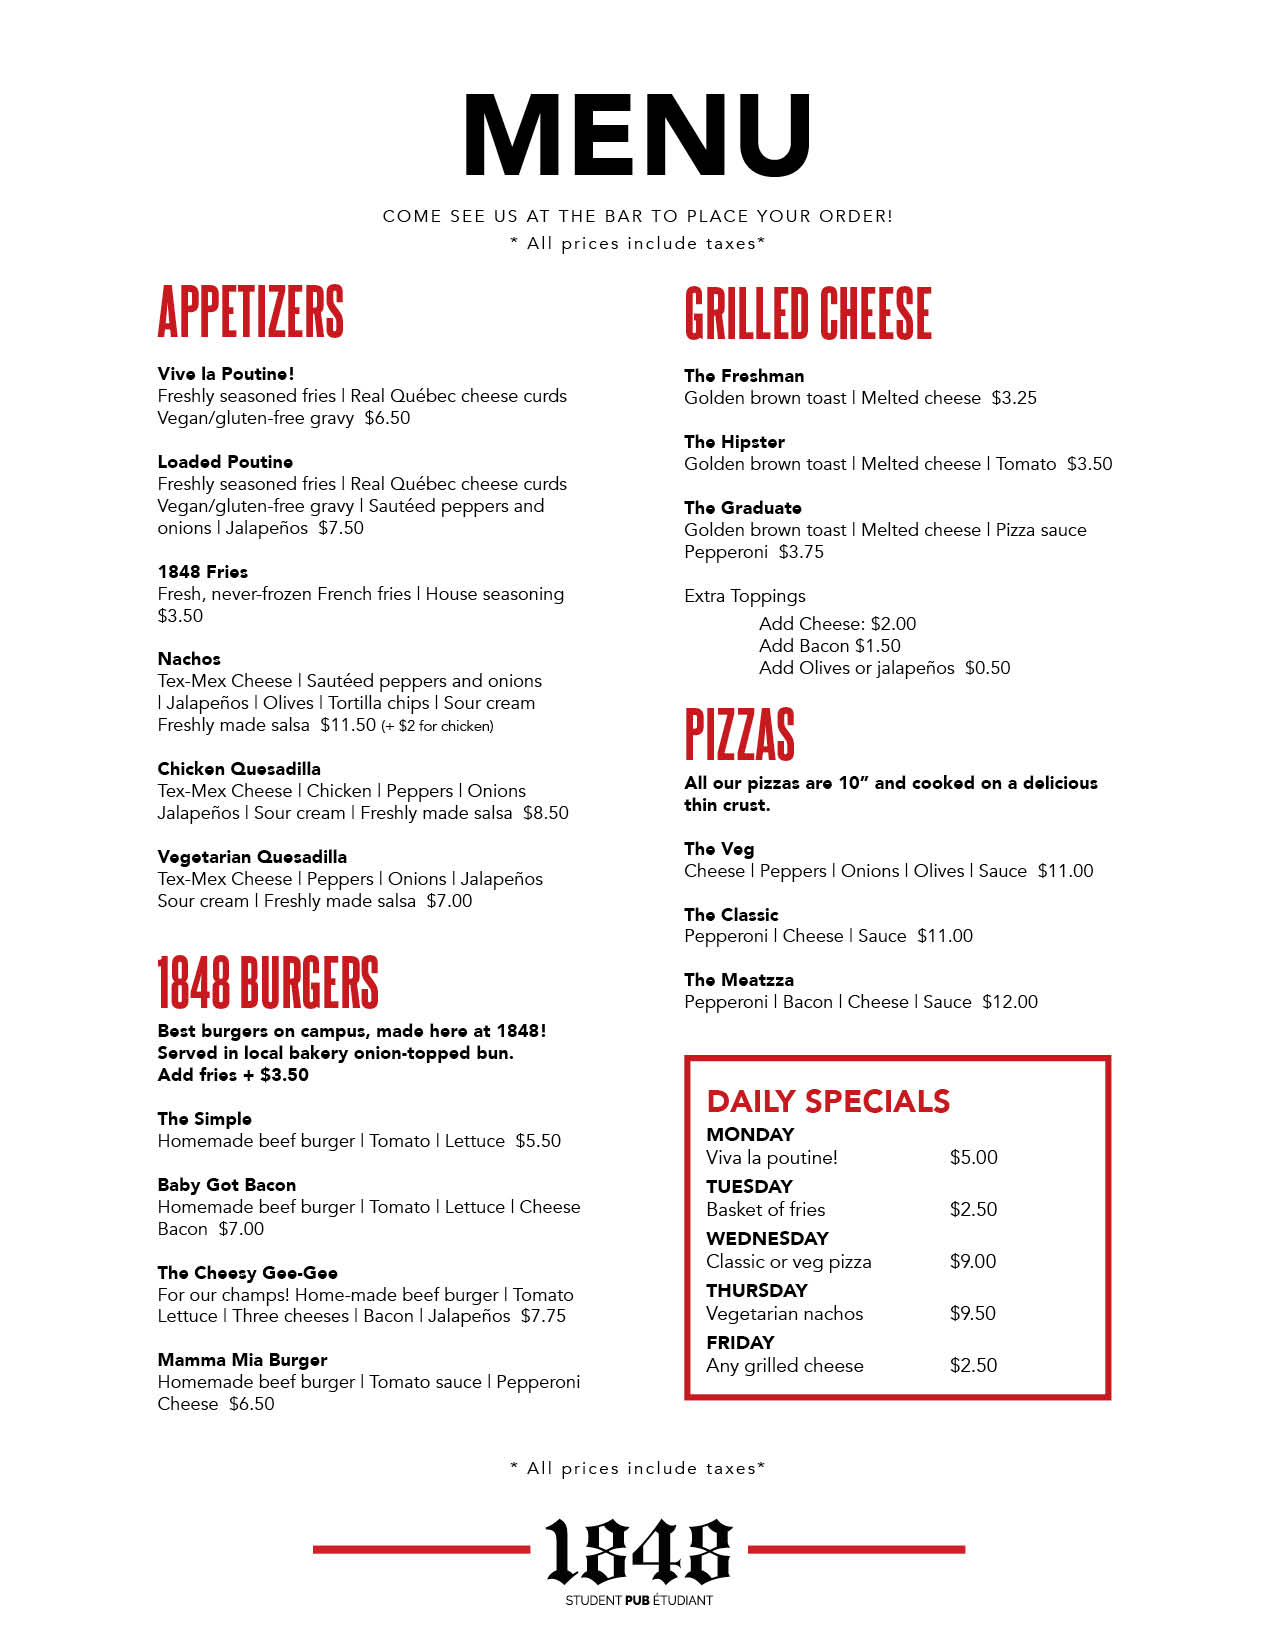 MENU
COME SEE US AT THE BAR TO PLACE YOUR ORDER!
* All prices include taxes*
APPETIZERS
Vive la Poutine!
Freshly seasoned fries | Real Québec cheese curds
Vegan/gluten-free gravy $6.50
Loaded Poutine
Freshly seasoned fries | Real Québec cheese curds
Vegan/gluten-free gravy | Sautéed peppers and
onions | Jalapeños $7.50
1848 Fries
Fresh, never-frozen French fries | House seasoning
$3.50
Nachos
Tex-Mex Cheese | Sautéed peppers and onions
| Jalapeños | Olives | Tortilla chips | Sour cream
Freshly made salsa $11.50 (+ $2 for chicken)
Chicken Quesadilla
Tex-Mex Cheese | Chicken | Peppers | Onions
Jalapeños | Sour cream | Freshly made salsa $8.50
Vegetarian Quesadilla
Tex-Mex Cheese | Peppers | Onions | Jalapeños
Sour cream | Freshly made salsa $7.00
1848 BURGERS
Best burgers on campus, made here at 1848!
Served in local bakery onion-topped bun.
Add fries + $3.50
The Simple
Homemade beef burger | Tomato | Lettuce $5.50
Baby Got Bacon
Homemade beef burger | Tomato | Lettuce | Cheese
Bacon $7.00
The Cheesy Gee-Gee
For our champs! Home-made beef burger | Tomato
Lettuce | Three cheeses | Bacon | Jalapeños $7.75
Mamma Mia Burger
Homemade beef burger | Tomato sauce | Pepperoni
Cheese $6.50
GRILLED CHEESE
The Freshman
Golden brown toast | Melted cheese $3.25
The Hipster
Golden brown toast | Melted cheese | Tomato $3.50
The Graduate
Golden brown toast | Melted cheese | Pizza sauce
Pepperoni $3.75
Extra Toppings
Add Cheese: $2.00
Add Bacon $1.50
Add Olives or jalapeños $0.50
PIZZAS
All our pizzas are 10” and cooked on a delicious
thin crust.
The Veg
Cheese | Peppers | Onions | Olives | Sauce $11.00
The Classic
Pepperoni | Cheese | Sauce $11.00
The Meatzza
Pepperoni | Bacon | Cheese | Sauce $12.00
DAILY SPECIALS
MONDAY
Viva la poutine! $5.00
TUESDAY
Basket of fries $2.50
WEDNESDAY
Classic or veg pizza $9.00
THURSDAY
Vegetarian nachos $9.50
FRIDAY
Any grilled cheese $2.50
* All prices include taxes*
1848
STUDENT PUB ÉTUDIANT